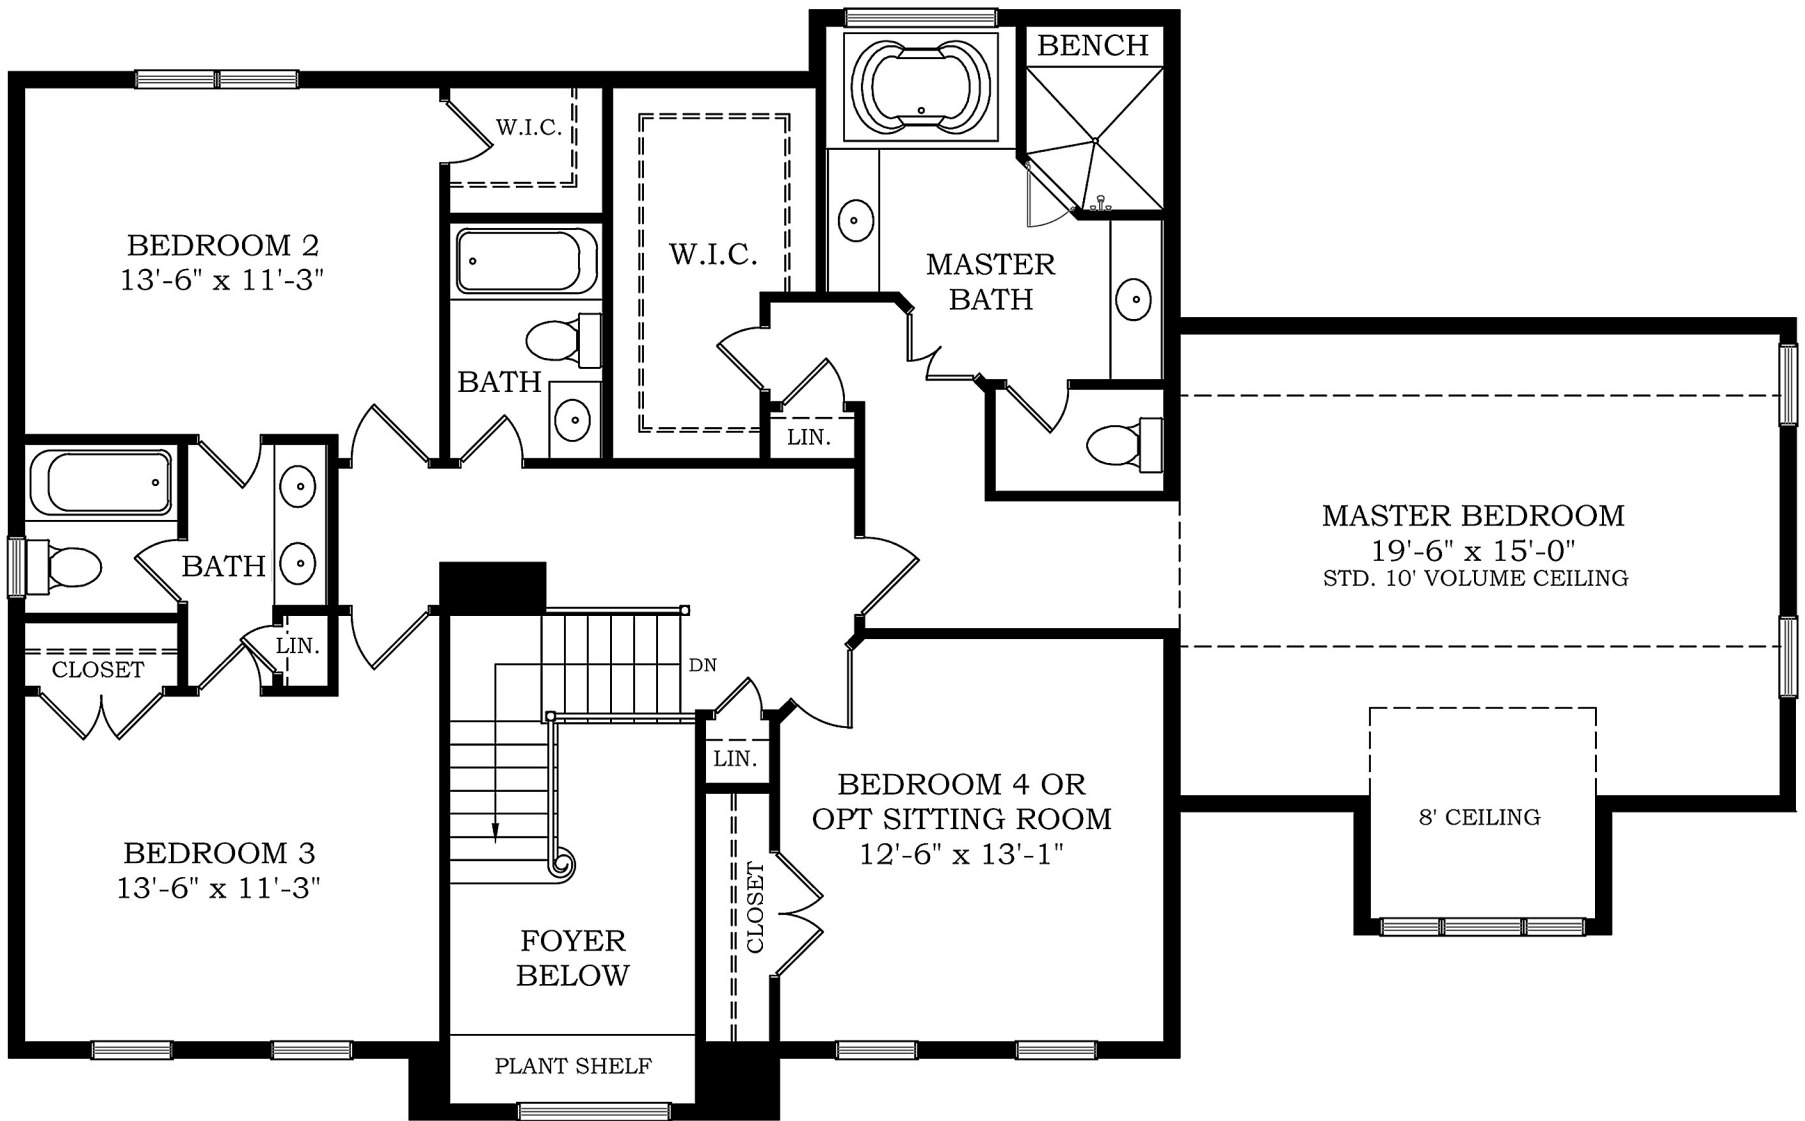 BENCH
W.I.C.
BEDROOM 2
13'-6" x 11'-3"
W.I.C.
MASTER
BATH
BATH
LIN.
MASTER BEDROOM
19'-6" x 15'-0"
STD. 10' VOLUME CEILING
BATH
LIN.
CLOSET
DN
LIN.
BEDROOM 4 OR
OPT SITTING ROOM
12'-6" x 13'-1"
8' CEILING
BEDROOM 3
13'-6" x 11'-3"
CLOSET
FOYER
BELOW
PLANT SHELF